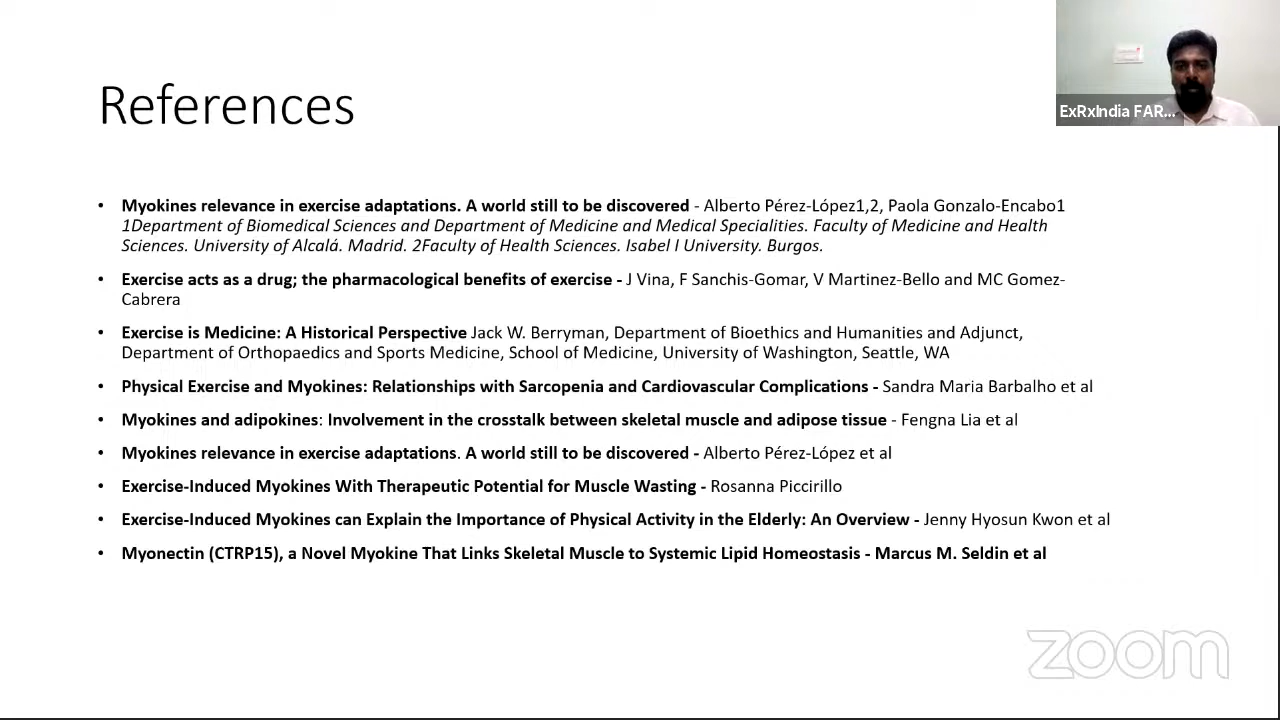 References
ExRxIndia FAR...
• Myokines relevance in exercise adaptations. A world still to be discovered - Alberto Pérez-López1,2, Paola Gonzalo-Encabo1
1Department of Biomedical Sciences and Department of Medicine and Medical Specialities. Faculty of Medicine and Health
Sciences. University of Alcalá. Madrid. 2Faculty of Health Sciences. Isabel I University. Burgos.
• Exercise acts as a drug; the pharmacological benefits of exercise - J Vina, F Sanchis-Gomar, V Martinez-Bello and MC Gomez-
Cabrera
• Exercise is Medicine: A Historical Perspective Jack W. Berryman, Department of Bioethics and Humanities and Adjunct,
Department of Orthopaedics and Sports Medicine, School of Medicine, University of Washington, Seattle, WA
• Physical Exercise and Myokines: Relationships with Sarcopenia and Cardiovascular Complications - Sandra Maria Barbalho et al
• Myokines and adipokines: Involvement in the crosstalk between skeletal muscle and adipose tissue - Fengna Lia et al
• Myokines relevance in exercise adaptations. A world still to be discovered - Alberto Pérez-López et al
• Exercise-Induced Myokines With Therapeutic Potential for Muscle Wasting - Rosanna Piccirillo
• Exercise-Induced Myokines can Explain the Importance of Physical Activity in the Elderly: An Overview - Jenny Hyosun Kwon et al
• Myonectin (CTRP15), a Novel Myokine That Links Skeletal Muscle to Systemic Lipid Homeostasis - Marcus M. Seldin et al
zoom